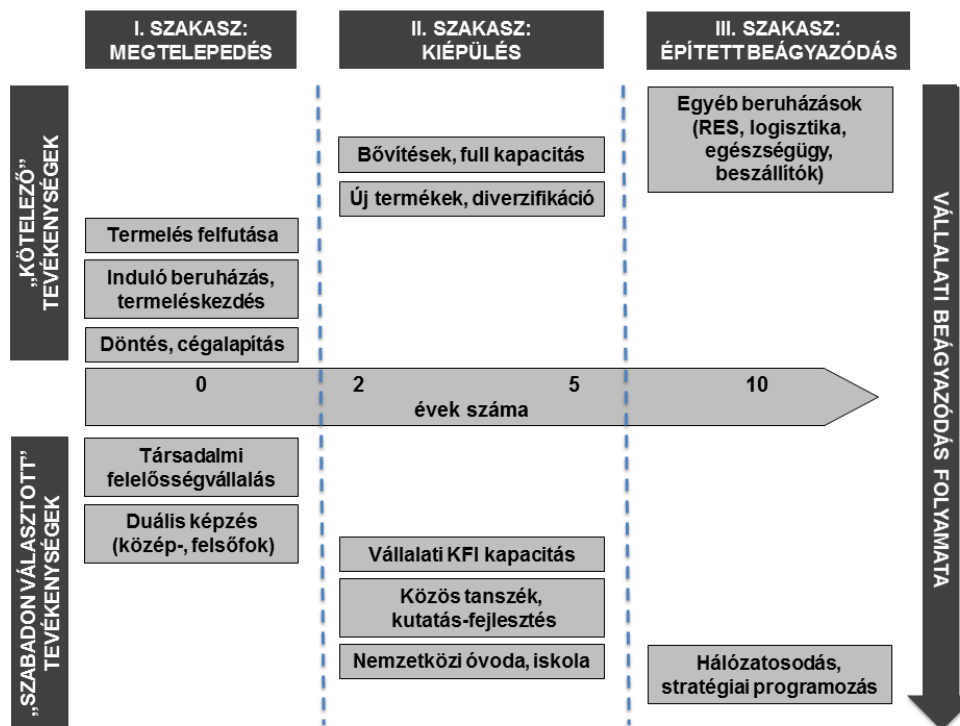 I. SZAKASZ:
MEGTELEPEDÉS
II. SZAKASZ:
KIÉPÜLÉS
III. SZAKASZ:
ÉPÍTETT BEÁGYAZÓDÁS
„KÖTELEZŐ”
TEVÉKENYSÉGEK
Egyéb beruházások
(RES, logisztika,
egészségügy,
beszállítók)
Bővítések, full kapacitás
Új termékek, diverzifikáció
Termelés felfutása
Induló beruházás,
terméléskezdés
Döntés, cégalapítás
0
2
5
10
évek száma
VÁLLALATI BEÁGYAZÓDÁS FOLYAMATA
„SZABADON VÁLASZTOTT”
TEVÉKENYSÉGEK
Társadalmi
felelősségvállalás
Duális képzés
(közép-, felsőfok)
Vállalati KFI kapacitás
Közös tanszék,
kutatás-fejlesztés
Nemzetközi óvoda, iskola
Hálózatosodás,
stratégiai programozás